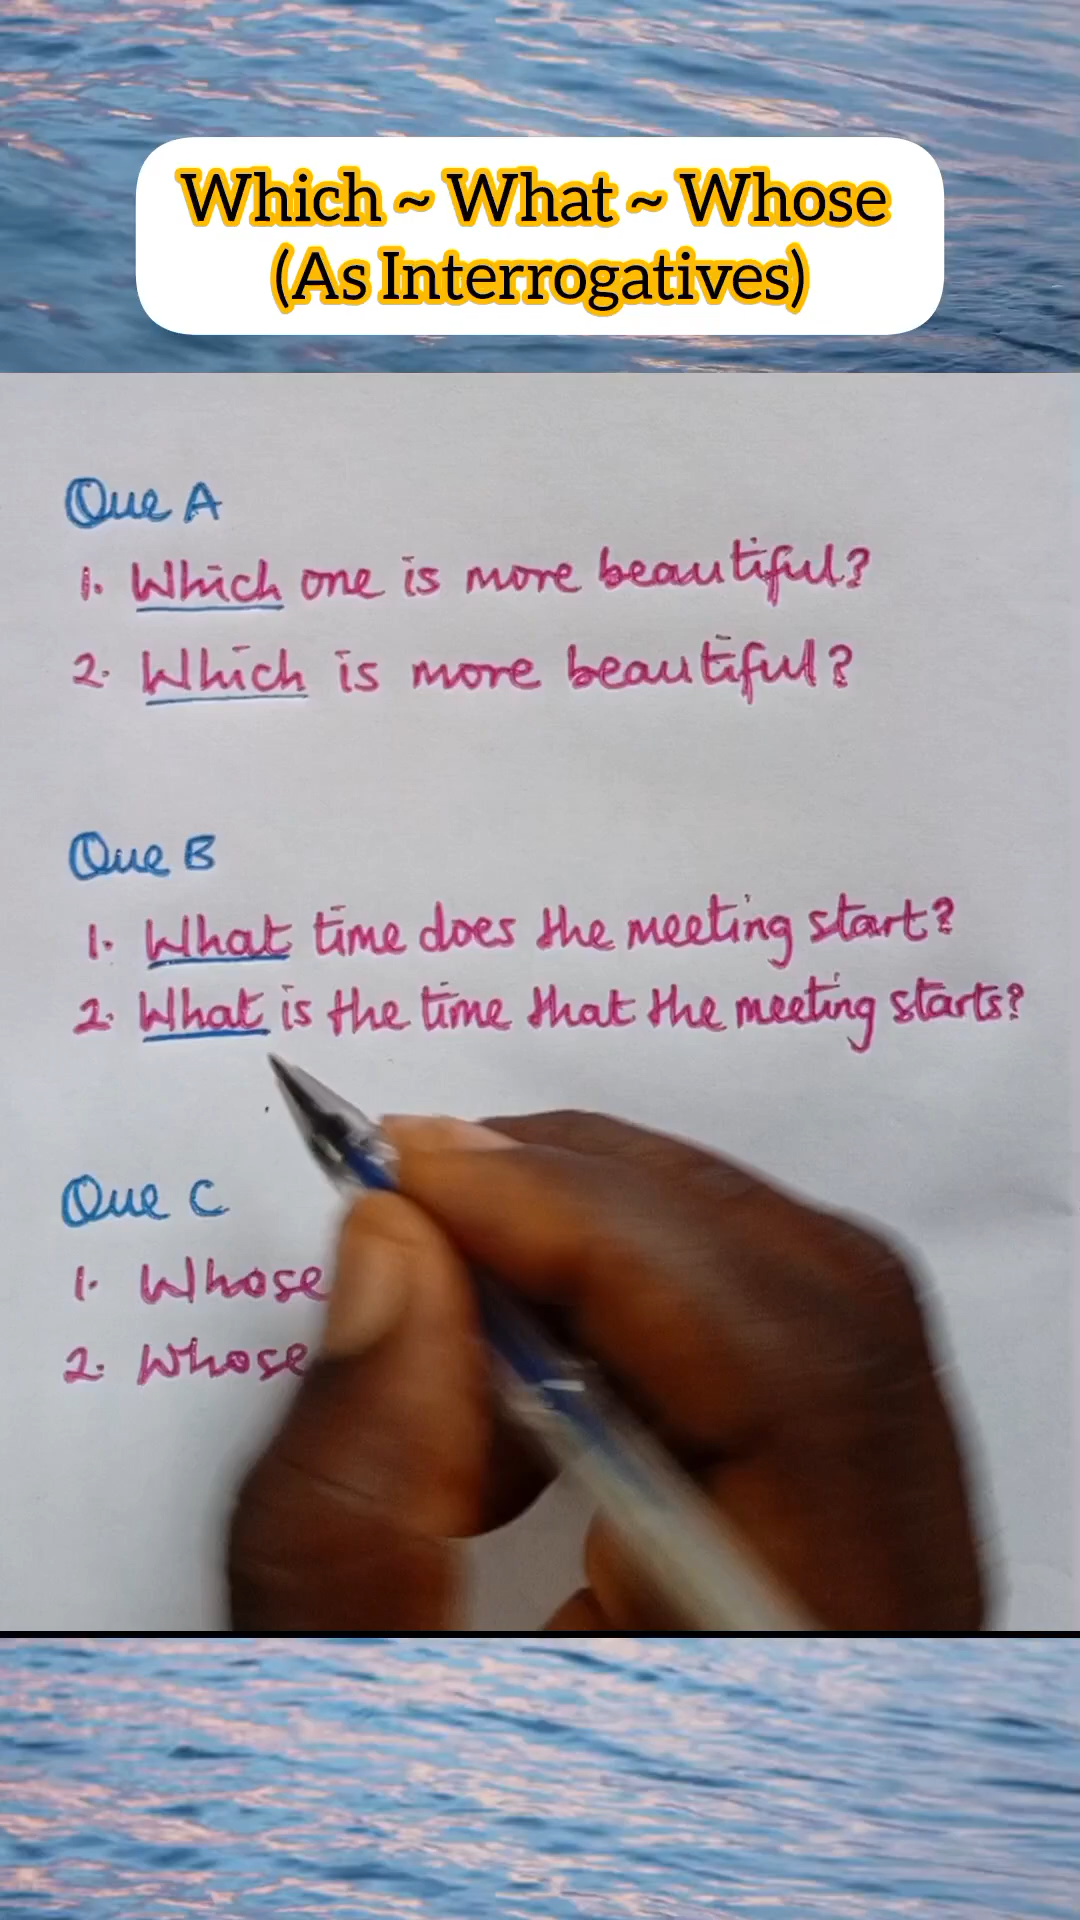 Which ~ What ~ Whose
(As Interrogatives)
Que A
1. Which one is more beautiful?
2. Which is more beautiful?
Que B
1. What time does the meeting start?
2. What is the time that the meeting starts?
Que C
1. Whose
2. Whose